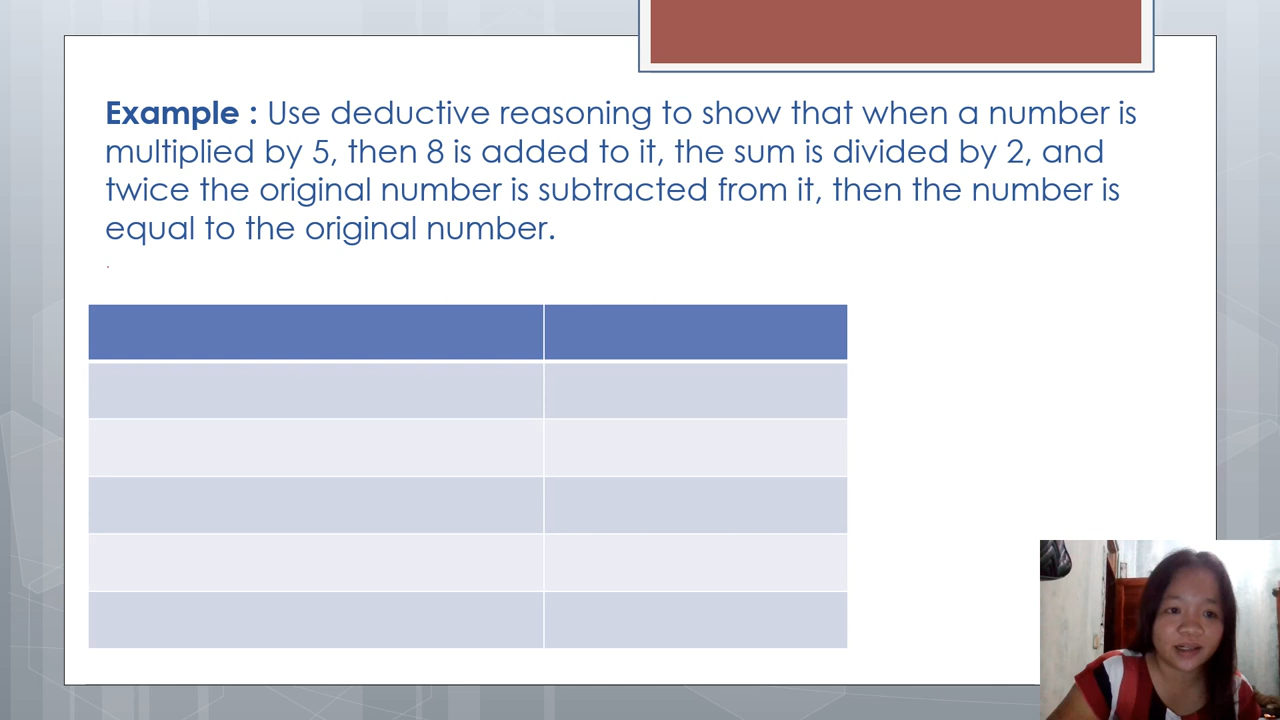 Example : Use deductive reasoning to show that when a number is
multiplied by 5, then 8 is added to it, the sum is divided by 2, and
twice the original number is subtracted from it, then the number is
equal to the original number.
.